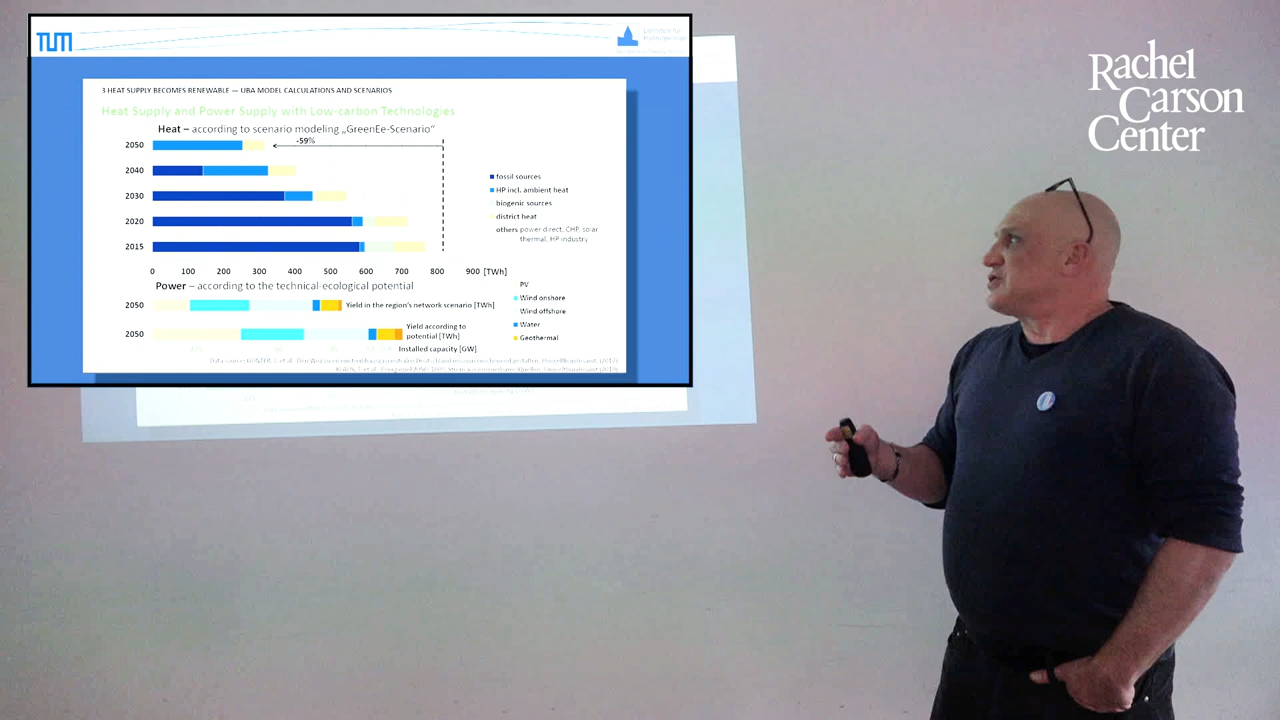 TUM
3 HEAT SUPPLY BECOMES RENEWABLE — UBA MODEL CALCULATIONS AND SCENARIOS
Heat Supply and Power Supply with Low-carbon Technologies
Heat – according to scenario modeling „GreenEe-Scenario“
-59%
2050
2040
2030
2020
2015
0 100 200 300 400 500 600 700 800 900 [TWh]
fossil sources
HP incl. ambient heat
biogenic sources
district heat
others power direct, CHP, solar
thermal, HP industry
Power – according to the technical-ecological potential
2050 Yield in the region's network scenario [TWh]
2050 Yield according to
potential [TWh]
Installed capacity [GW]
PV
Wind onshore
Wind offshore
Water
Geothermal
Rachel
Carson
Center